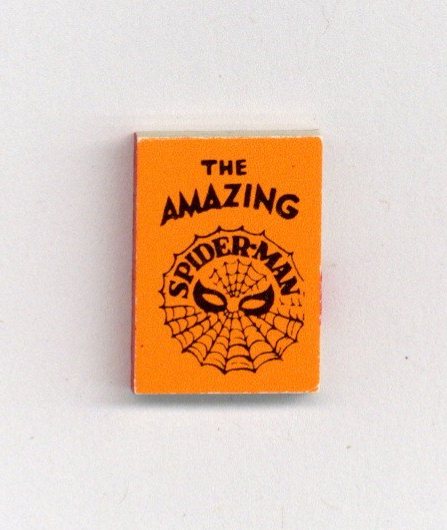 THE
AMAZING
SPIDER-MAN